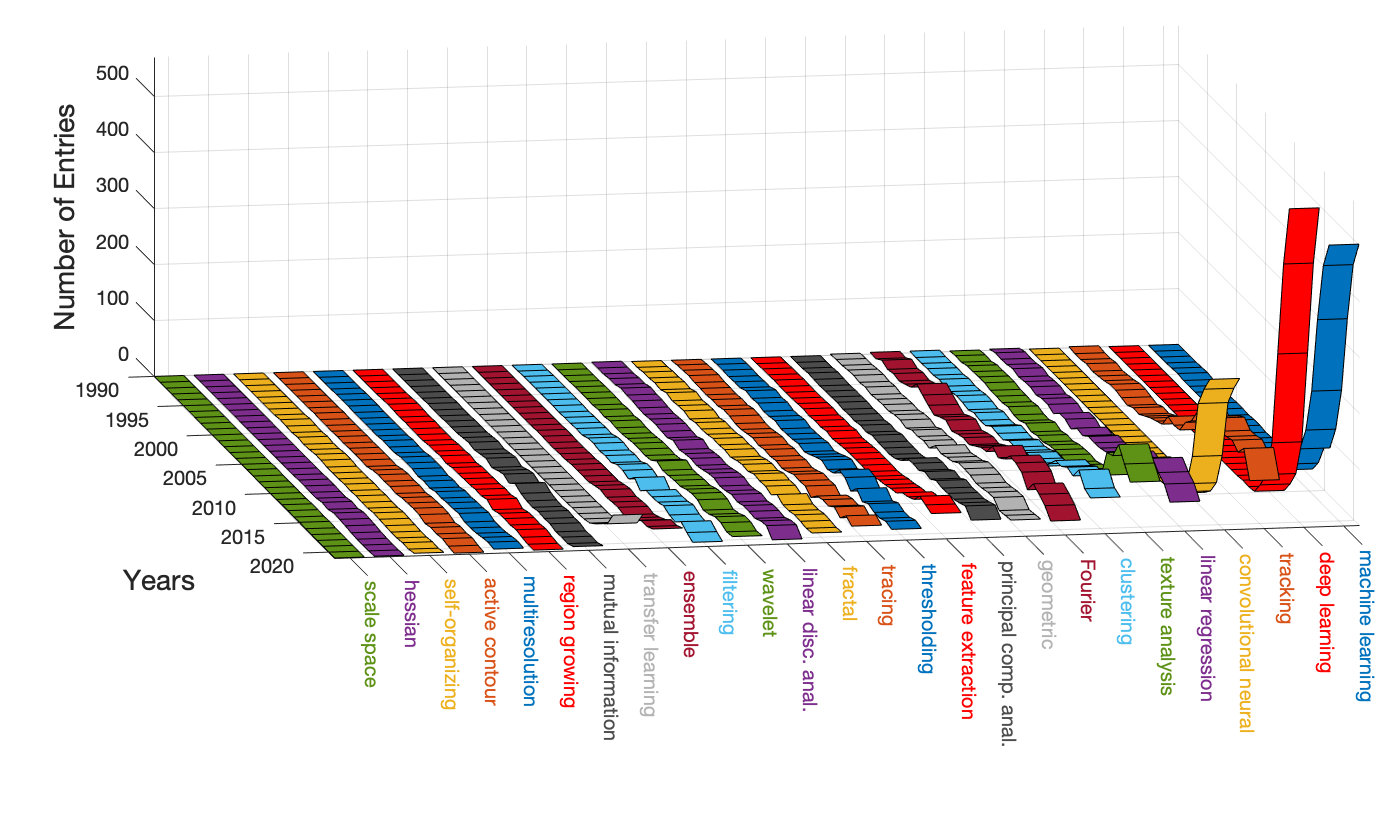 Number of Entries
500
400
300
200
100
0
1990
1995
2000
2005
2010
2015
2020
Years
scale space
hessian
self-organizing
active contour
multiresolution
region growing
mutual information
transfer learning
ensemble
filtering
wavelet
linear disc. anal.
fractal
tracing
thresholding
feature extraction
principal comp. anal.
geometric
Fourier
clustering
texture analysis
linear regression
convolutional neural
tracking
deep learning
machine learning